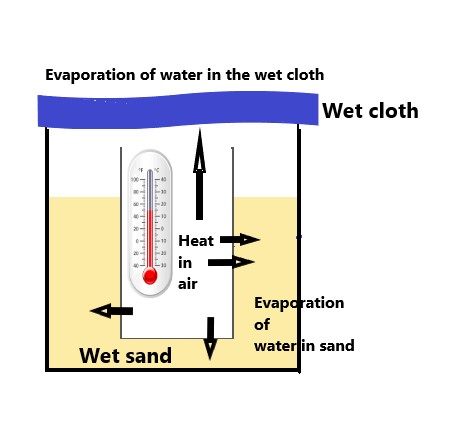 Evaporation of water in the wet cloth
Wet cloth
°F °C
Heat
in
air
Evaporation
of
water in sand
Wet sand